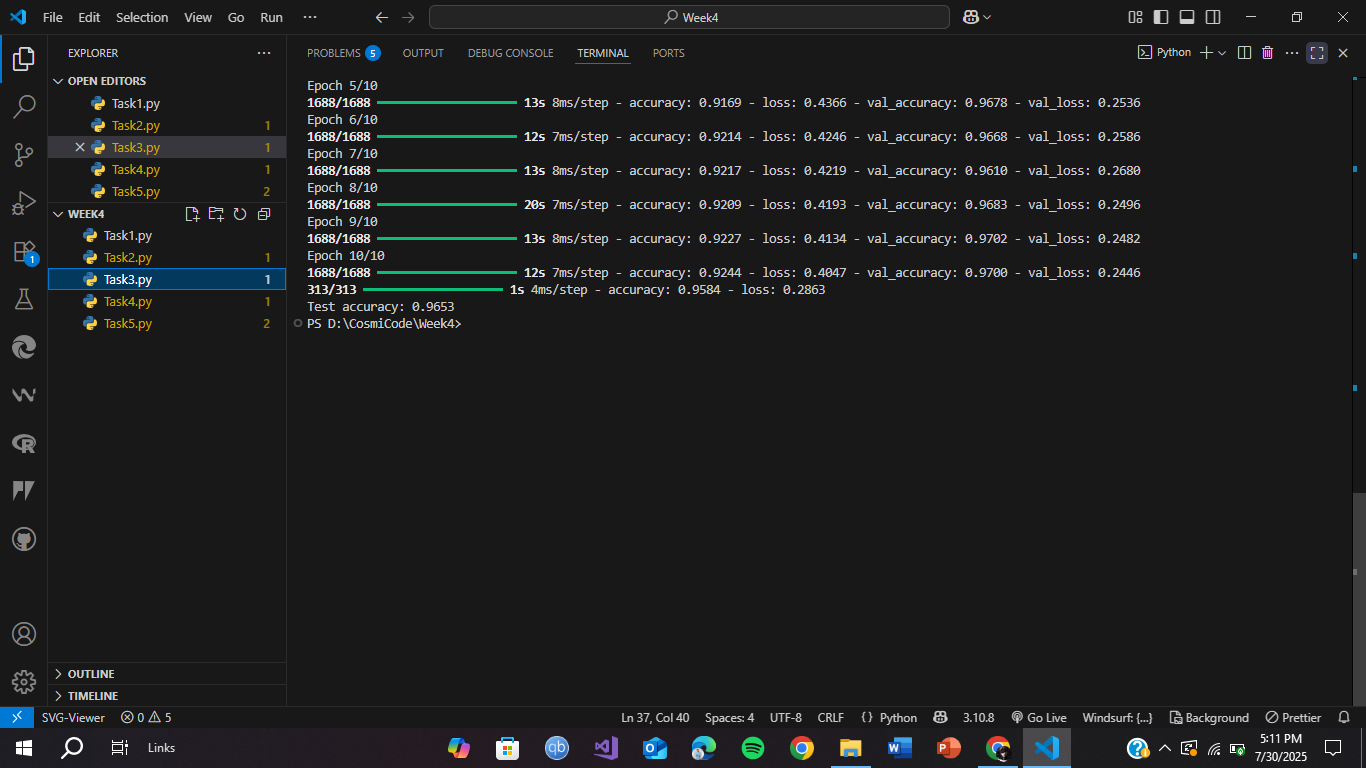 File Edit Selection View Go Run ··· Week4
EXPLORER ···
OPEN EDITORS
Task1.py
Task2.py 1
Task3.py 1
Task4.py 1
Task5.py 2
WEEK4
Task1.py
Task2.py 1
Task3.py 1
Task4.py 1
Task5.py 2
OUTLINE
TIMELINE
1
PROBLEMS 5 OUTPUT DEBUG CONSOLE TERMINAL PORTS Python ···
Epoch 5/10
1688/1688 13s 8ms/step - accuracy: 0.9169 - loss: 0.4366 - val_accuracy: 0.9678 - val_loss: 0.2536
Epoch 6/10
1688/1688 12s 7ms/step - accuracy: 0.9214 - loss: 0.4246 - val_accuracy: 0.9668 - val_loss: 0.2586
Epoch 7/10
1688/1688 13s 8ms/step - accuracy: 0.9217 - loss: 0.4219 - val_accuracy: 0.9610 - val_loss: 0.2680
Epoch 8/10
1688/1688 20s 7ms/step - accuracy: 0.9209 - loss: 0.4193 - val_accuracy: 0.9683 - val_loss: 0.2496
Epoch 9/10
1688/1688 13s 8ms/step - accuracy: 0.9227 - loss: 0.4134 - val_accuracy: 0.9702 - val_loss: 0.2482
Epoch 10/10
1688/1688 12s 7ms/step - accuracy: 0.9244 - loss: 0.4047 - val_accuracy: 0.9700 - val_loss: 0.2446
313/313 1s 4ms/step - accuracy: 0.9584 - loss: 0.2863
Test accuracy: 0.9653
PS D:\CosmiCode\Week4>
SVG-Viewer 0 5 Ln 37, Col 40 Spaces: 4 UTF-8 CRLF {} Python 3.10.8 Go Live Windsurf: {...} Background Prettier
Links qb 5:11 PM
7/30/2025